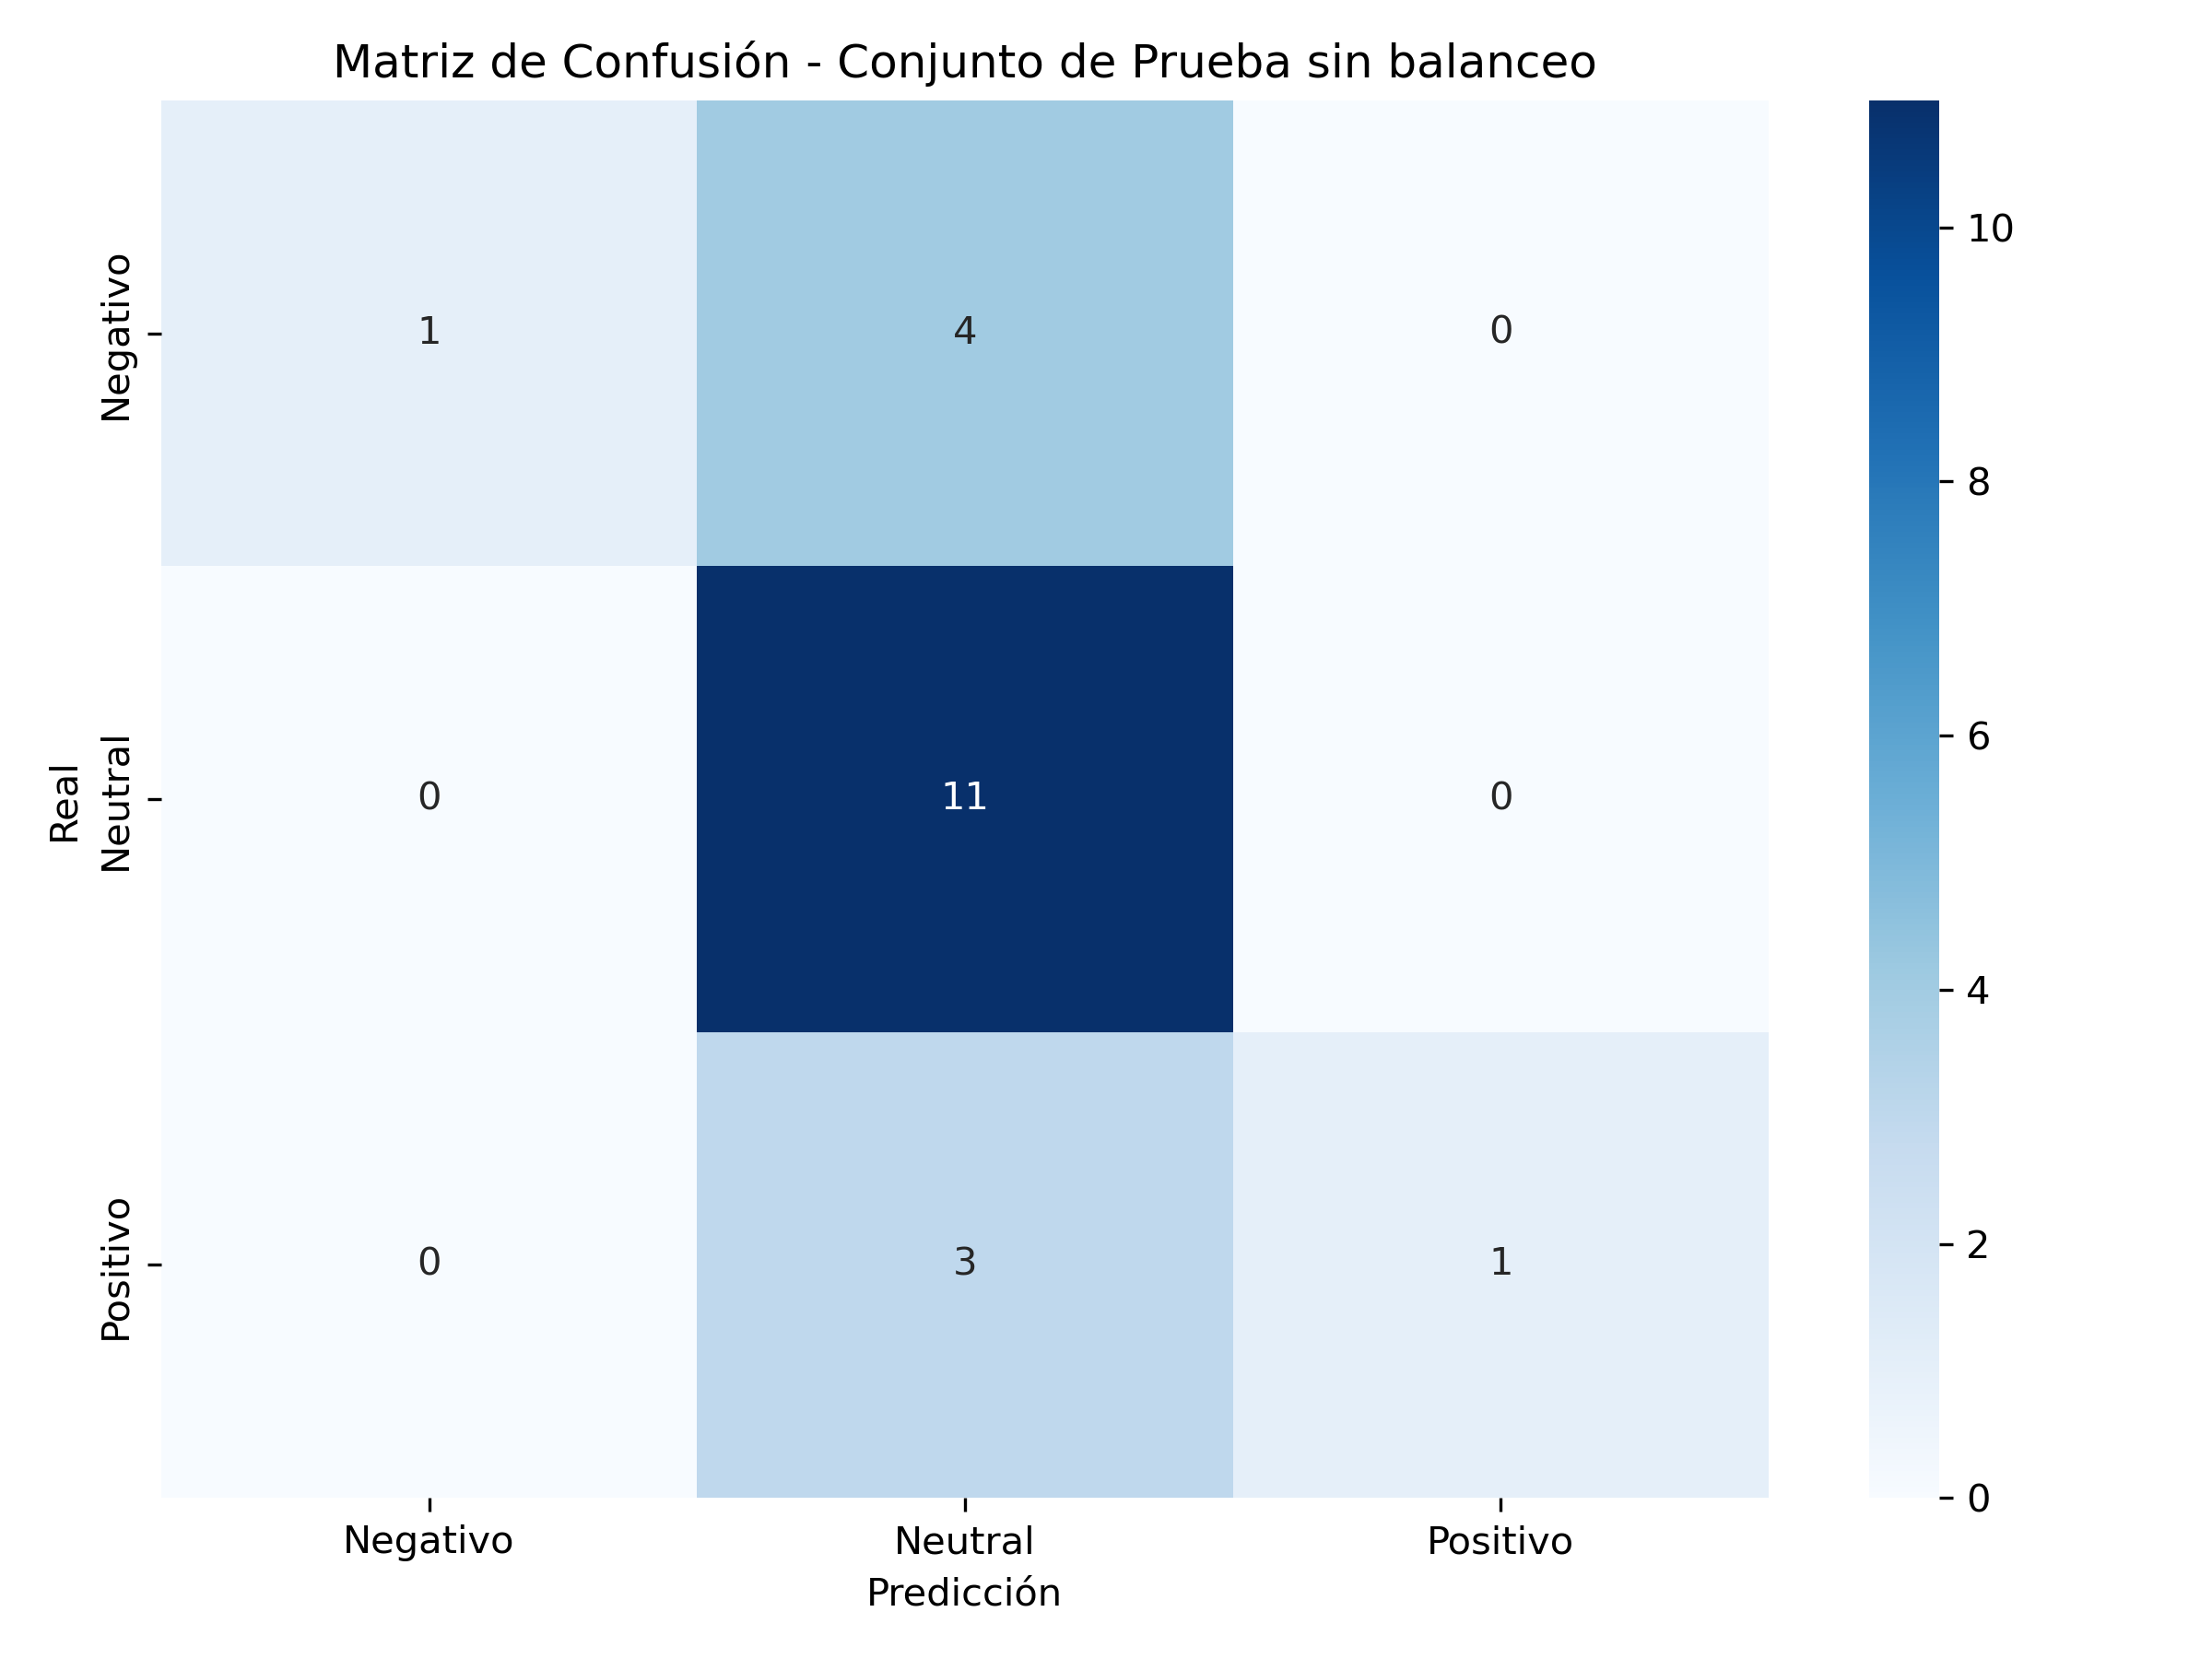 Matriz de Confusión - Conjunto de Prueba sin balanceo
Real
Negativo
1
4
0
Neutral
0
11
0
Positivo
0
3
1
Negativo
Neutral
Positivo
Predicción
10
8
6
4
2
0